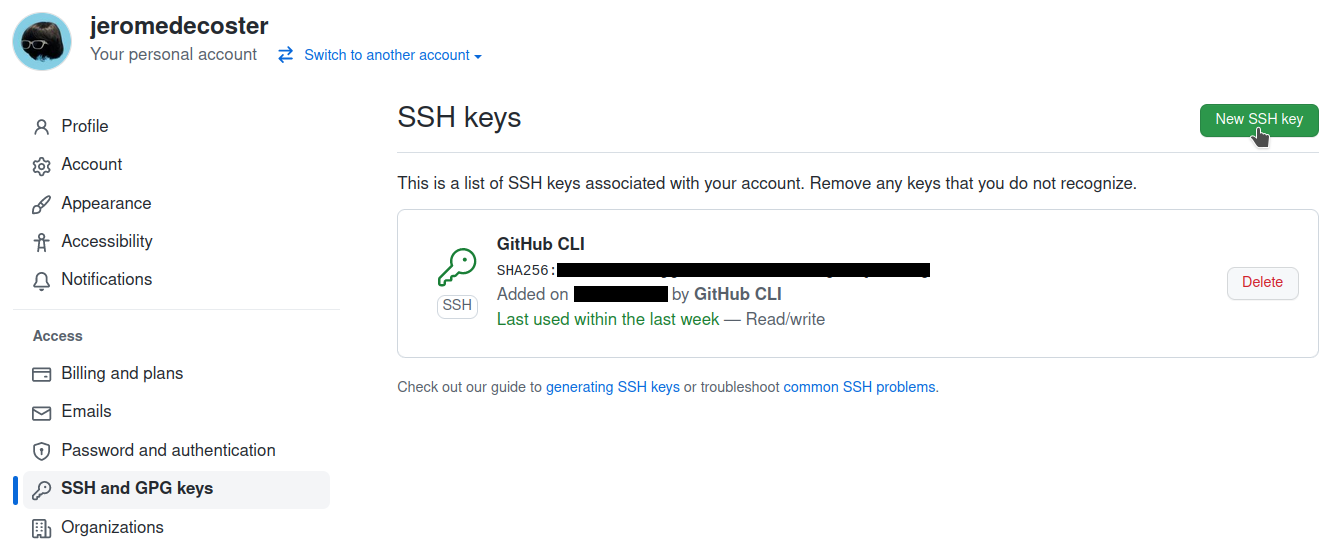 jeromedecoster
Your personal account Switch to another account
Profile
Account
Appearance
Accessibility
Notifications
Access
Billing and plans
Emails
Password and authentication
SSH and GPG keys
Organizations
SSH keys
New SSH key
This is a list of SSH keys associated with your account. Remove any keys that you do not recognize.
GitHub CLI
SHA256:
Added on by GitHub CLI
Last used within the last week — Read/write
SSH
Delete
Check out our guide to generating SSH keys or troubleshoot common SSH problems.